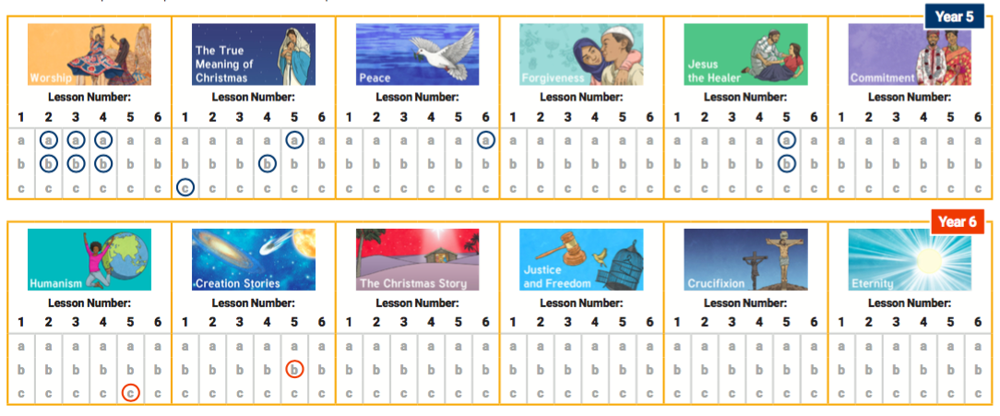 Year 5
Worship
The True
Meaning of
Christmas
Peace
Forgiveness
Jesus
the Healer
Commitment
Lesson Number: Lesson Number: Lesson Number: Lesson Number: Lesson Number: Lesson Number:
1 2 3 4 5 6 1 2 3 4 5 6 1 2 3 4 5 6 1 2 3 4 5 6 1 2 3 4 5 6 1 2 3 4 5 6
a a a a a a a a a a a a a a a a a a a a a a a a a a a a a a a a a a a a
b b b b b b b b b b b b b b b b b b b b b b b b b b b b b b b b b b b b
c c c c c c c c c c c c c c c c c c c c c c c c c c c c c c c c c c c c
Year 6
Humanism
Creation Stories
The Christmas Story
Justice
and Freedom
Crucifixion
Eternity
Lesson Number: Lesson Number: Lesson Number: Lesson Number: Lesson Number: Lesson Number:
1 2 3 4 5 6 1 2 3 4 5 6 1 2 3 4 5 6 1 2 3 4 5 6 1 2 3 4 5 6 1 2 3 4 5 6
a a a a a a a a a a a a a a a a a a a a a a a a a a a a a a a a a a a a
b b b b b b b b b b b b b b b b b b b b b b b b b b b b b b b b b b b b
c c c c c c c c c c c c c c c c c c c c c c c c c c c c c c c c c c c c